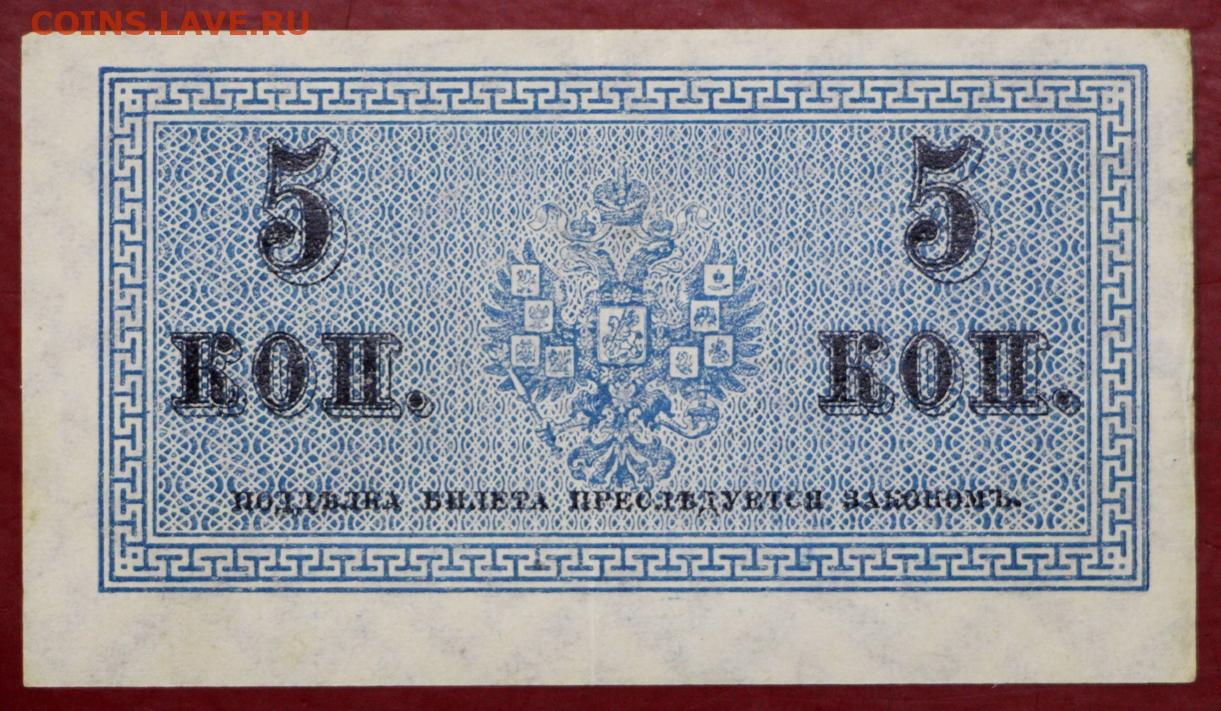 COINS.LAVE.RU
5 5
КОП. КОП.
ПОДДѢЛКА БИЛЕТА ПРЕСЛѢДУЕТСЯ ЗАКОНОМЪ.